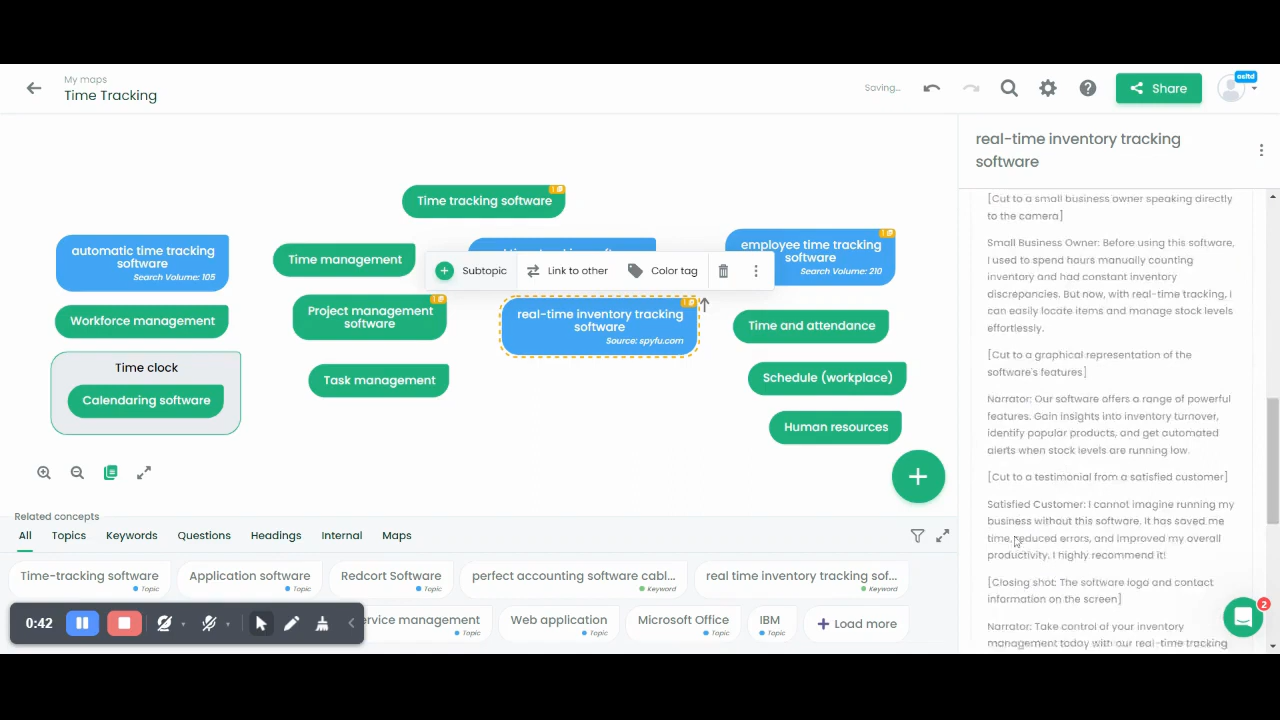 My maps
Time Tracking
Saving...
Share
asltd
Time tracking software
1
automatic time tracking
software
Search Volume: 105
Time management
Subtopic
Link to other
Color tag
employee time tracking
software
Search Volume: 210
Workforce management
Project management
software
1
real-time inventory tracking
software
Source: spyfu.com
1
Time and attendance
Time clock
Calendaring software
Task management
Schedule (workplace)
Human resources
real-time inventory tracking
software
[Cut to a small business owner speaking directly
to the camera]
Small Business Owner: Before using this software,
I used to spend hours manually counting
inventory and had constant inventory
discrepancies. But now, with real-time tracking, I
can easily locate items and manage stock levels
effortlessly.
[Cut to a graphical representation of the
software's features]
Narrator: Our software offers a range of powerful
features. Gain insights into inventory turnover,
identify popular products, and get automated
alerts when stock levels are running low.
[Cut to a testimonial from a satisfied customer]
Satisfied Customer: I cannot imagine running my
business without this software. It has saved me
time, reduced errors, and improved my overall
productivity. I highly recommend it!
[Closing shot: The software logo and contact
information on the screen]
Narrator: Take control of your inventory
management today with our real-time tracking
2
Related concepts
All
Topics
Keywords
Questions
Headings
Internal
Maps
Time-tracking software
Topic
Application software
Topic
Redcort Software
Topic
perfect accounting software cabl...
Keyword
real time inventory tracking sof...
Keyword
0:42
ervice management
Topic
Web application
Topic
Microsoft Office
Topic
IBM
Topic
Load more